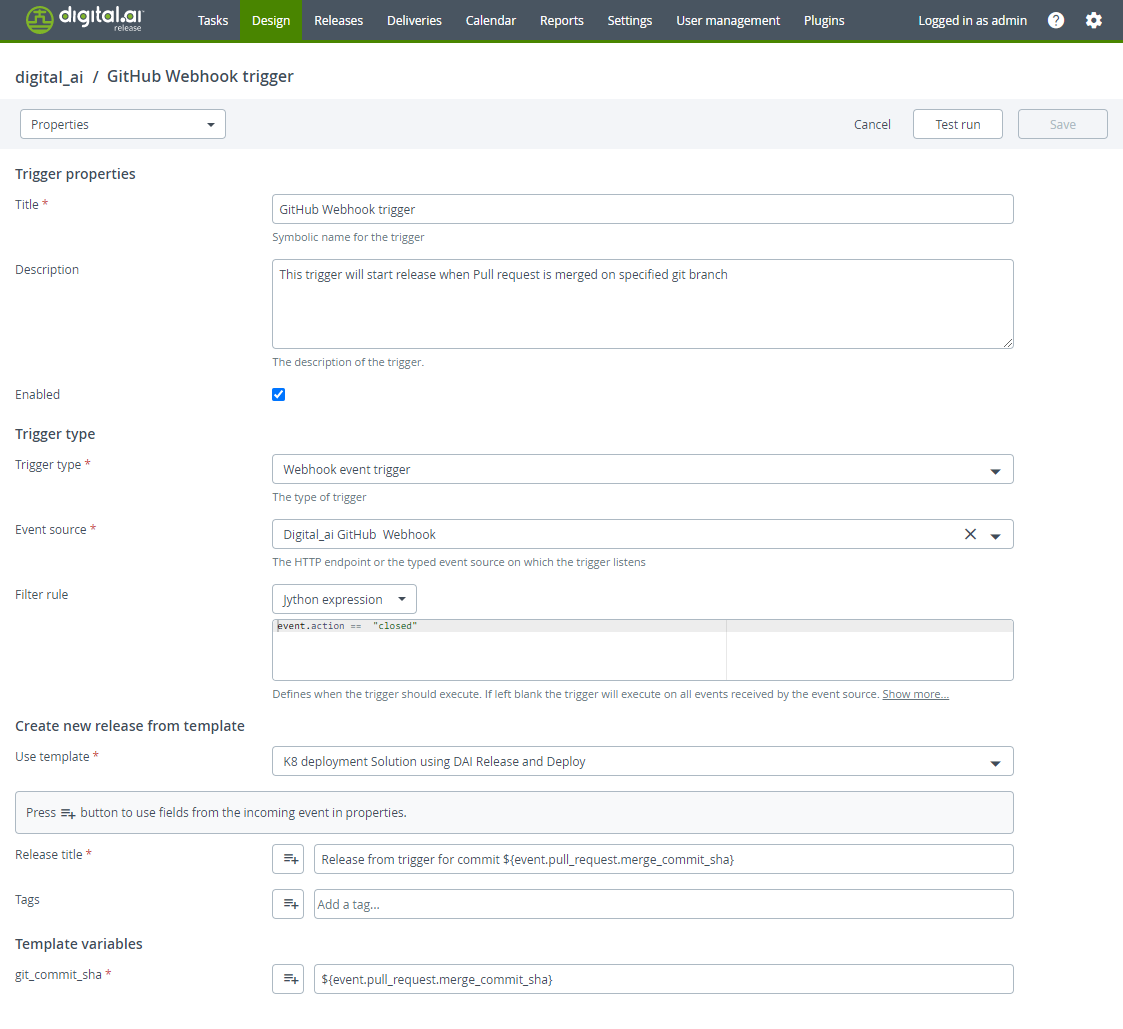 digital.ai
release
Tasks Design Releases Deliveries Calendar Reports Settings User management Plugins Logged in as admin ?
digital_ai / GitHub Webhook trigger
Properties Cancel Test run Save
Trigger properties
Title * GitHub Webhook trigger
Symbolic name for the trigger
Description This trigger will start release when Pull request is merged on specified git branch
The description of the trigger.
Enabled
Trigger type
Trigger type * Webhook event trigger
The type of trigger
Event source * Digital_ai GitHub  Webhook
The HTTP endpoint or the typed event source on which the trigger listens
Filter rule Jython expression
event.action ==  "closed"
Defines when the trigger should execute. If left blank the trigger will execute on all events received by the event source. Show more...
Create new release from template
Use template * K8 deployment Solution using DAI Release and Deploy
Press button to use fields from the incoming event in properties.
Release title * Release from trigger for commit ${event.pull_request.merge_commit_sha}
Tags Add a tag...
Template variables
git_commit_sha * ${event.pull_request.merge_commit_sha}